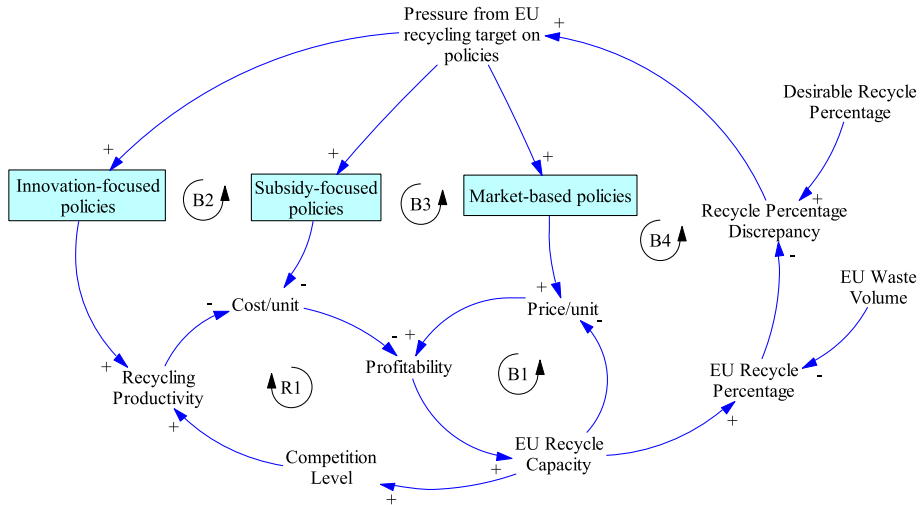 Pressure from EU
recycling target on
policies
+
Desirable Recycle
Percentage
+
+
+
Innovation-focused
policies
B2
Subsidy-focused
policies
B3
Market-based policies
B4
+
Recycle Percentage
Discrepancy
-
EU Waste
Volume
-
+
-
Cost/unit
Price/unit
-
- +
Profitability
+
Recycling
Productivity
R1
B1
EU Recycle
Percentage
-
+
+
EU Recycle
Capacity
+
Competition
Level
+